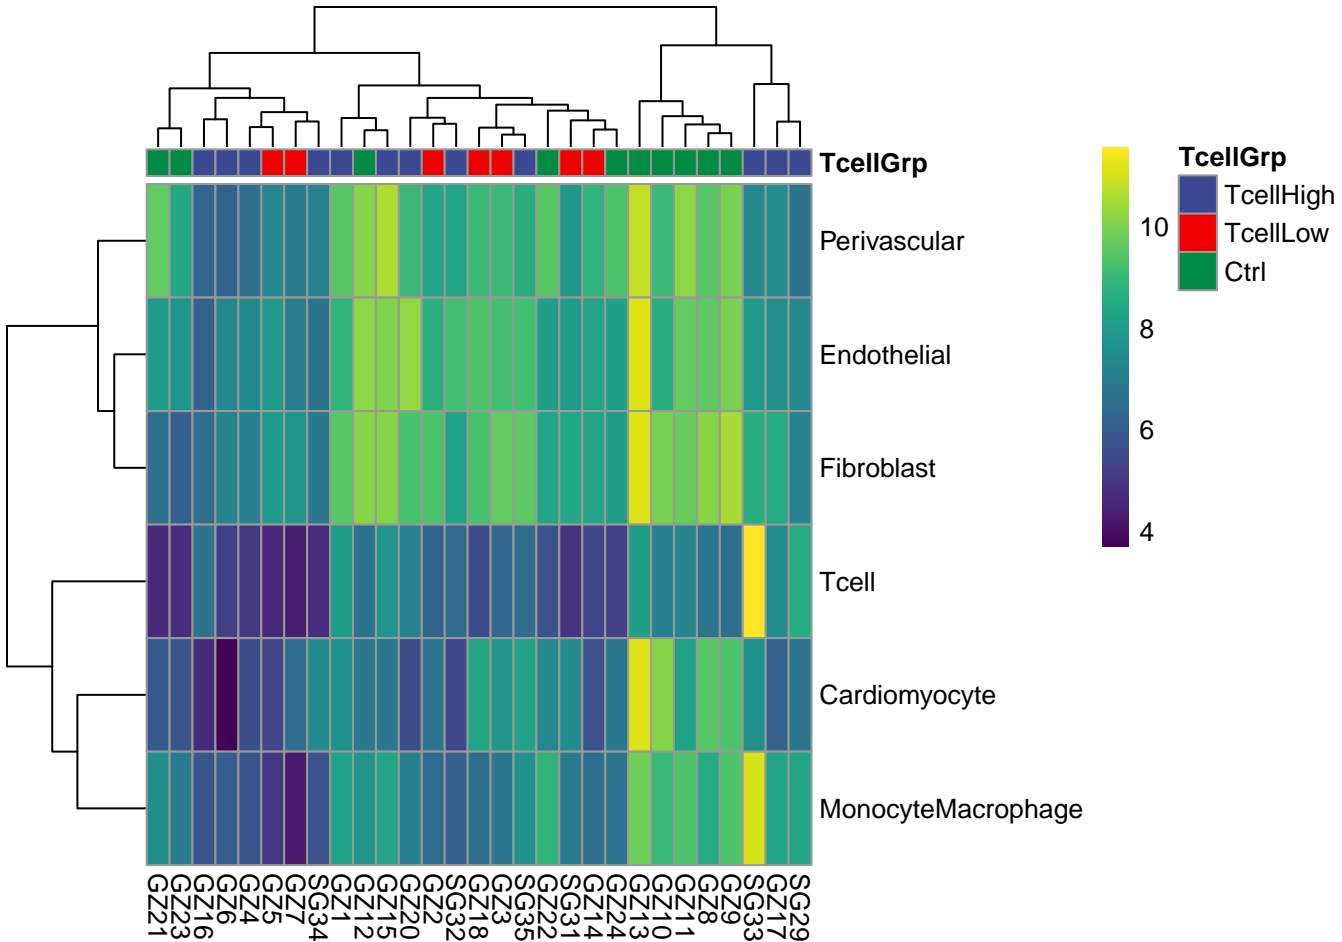 TcellGrp
Perivascular
Endothelial
Fibroblast
Tcell
Cardiomyocyte
MonocyteMacrophage
10
8
6
4
TcellGrp
TcellHigh
TcellLow
Ctrl
GZ21
GZ23
GZ16
GZ6
GZ4
GZ5
GZ7
SG34
GZ1
GZ12
GZ15
GZ20
GZ2
SG32
GZ18
GZ3
SG35
GZ22
SG31
GZ14
GZ24
GZ13
GZ10
GZ11
GZ8
GZ9
SG33
GZ17
SG29